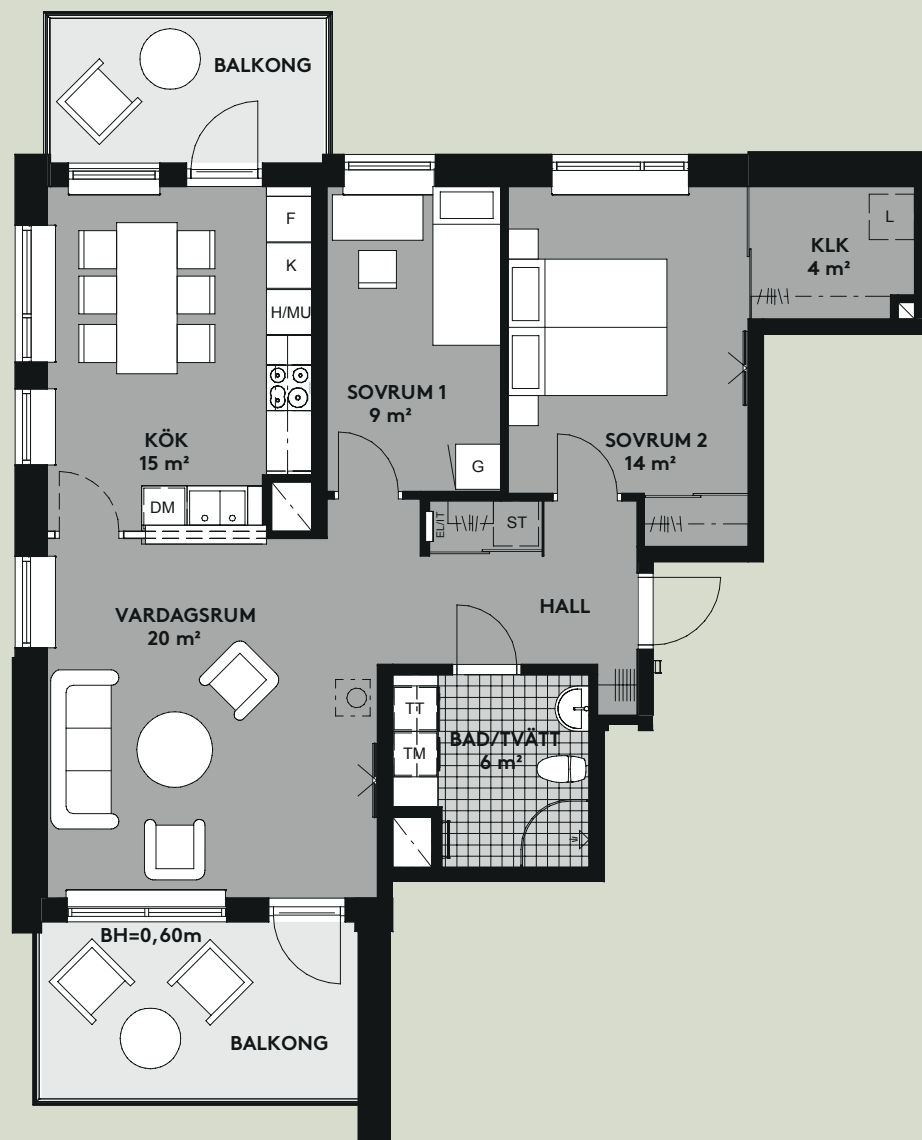 BALKONG
F
K
H/MU
L
KLK
4 m²
SOVRUM 1
9 m²
KÖK
15 m²
SOVRUM 2
14 m²
G
DM
EL/IT
ST
VARDAGSRUM
20 m²
HALL
TT
TM
BAD/TVÄTT
6 m²
BH=0,60m
BALKONG